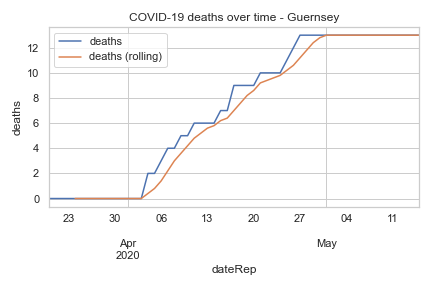 COVID-19 deaths over time - Guernsey
deaths
deaths (rolling)
12
10
8
6
4
2
0
deaths
23 30 06 13 20 27 04 11
Apr May
2020
dateRep